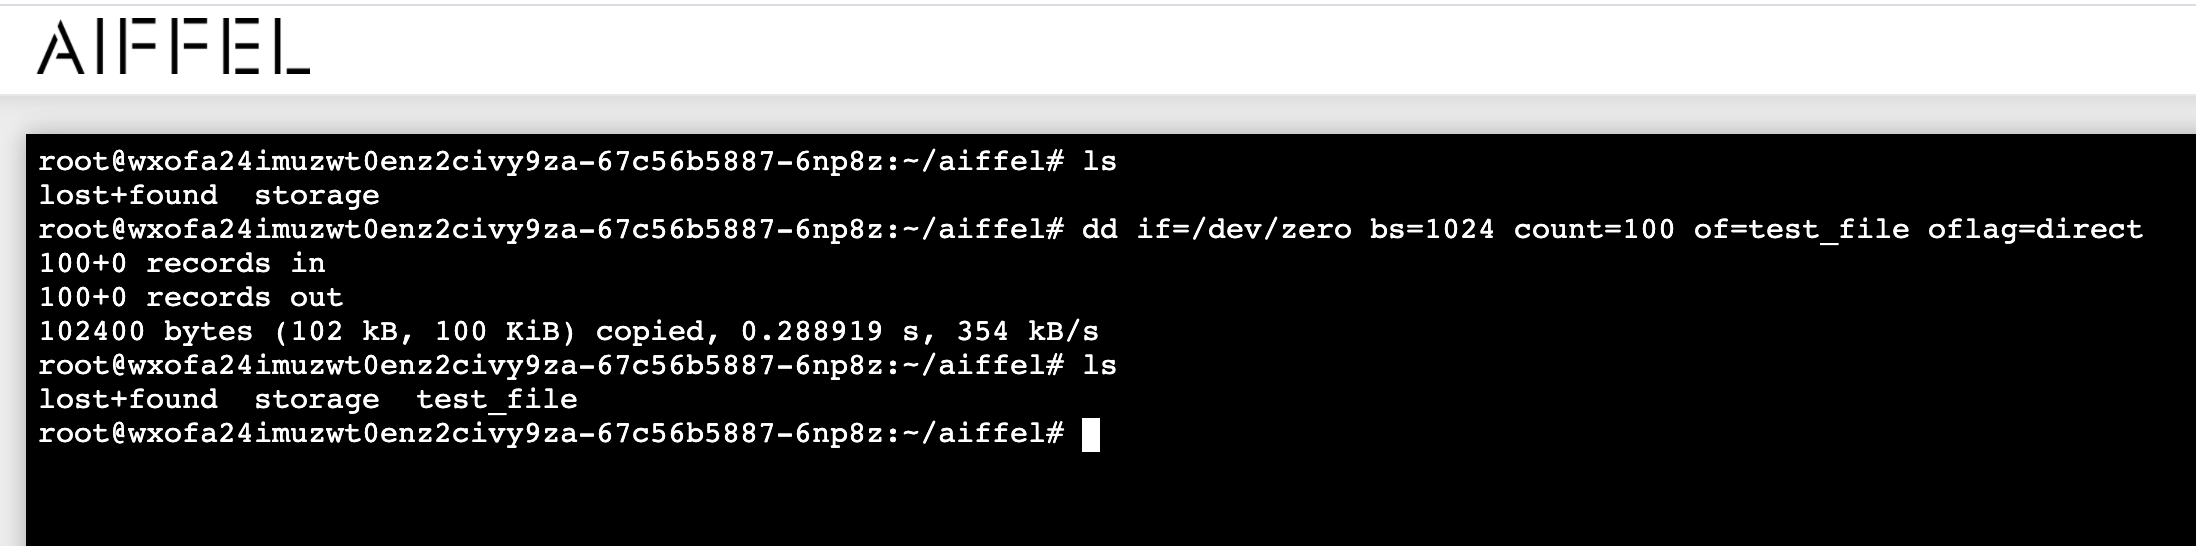 AIFFEL
root@wxofa24imuzwt0enz2civy9za-67c56b5887-6np8z:~/aiffel# ls
lost+found  storage
root@wxofa24imuzwt0enz2civy9za-67c56b5887-6np8z:~/aiffel# dd if=/dev/zero bs=1024 count=100 of=test_file oflag=direct
100+0 records in
100+0 records out
102400 bytes (102 kB, 100 KiB) copied, 0.288919 s, 354 kB/s
root@wxofa24imuzwt0enz2civy9za-67c56b5887-6np8z:~/aiffel# ls
lost+found  storage  test_file
root@wxofa24imuzwt0enz2civy9za-67c56b5887-6np8z:~/aiffel#